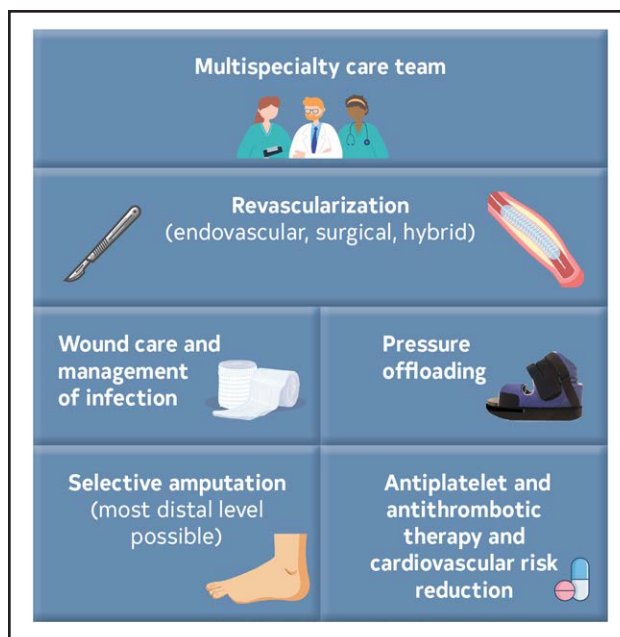 Multispecialty care team
Revascularization
(endovascular, surgical, hybrid)
Wound care and
management
of infection
Pressure
offloading
Selective amputation
(most distal level
possible)
Antiplatelet and
antithrombotic
therapy and
cardiovascular risk
reduction